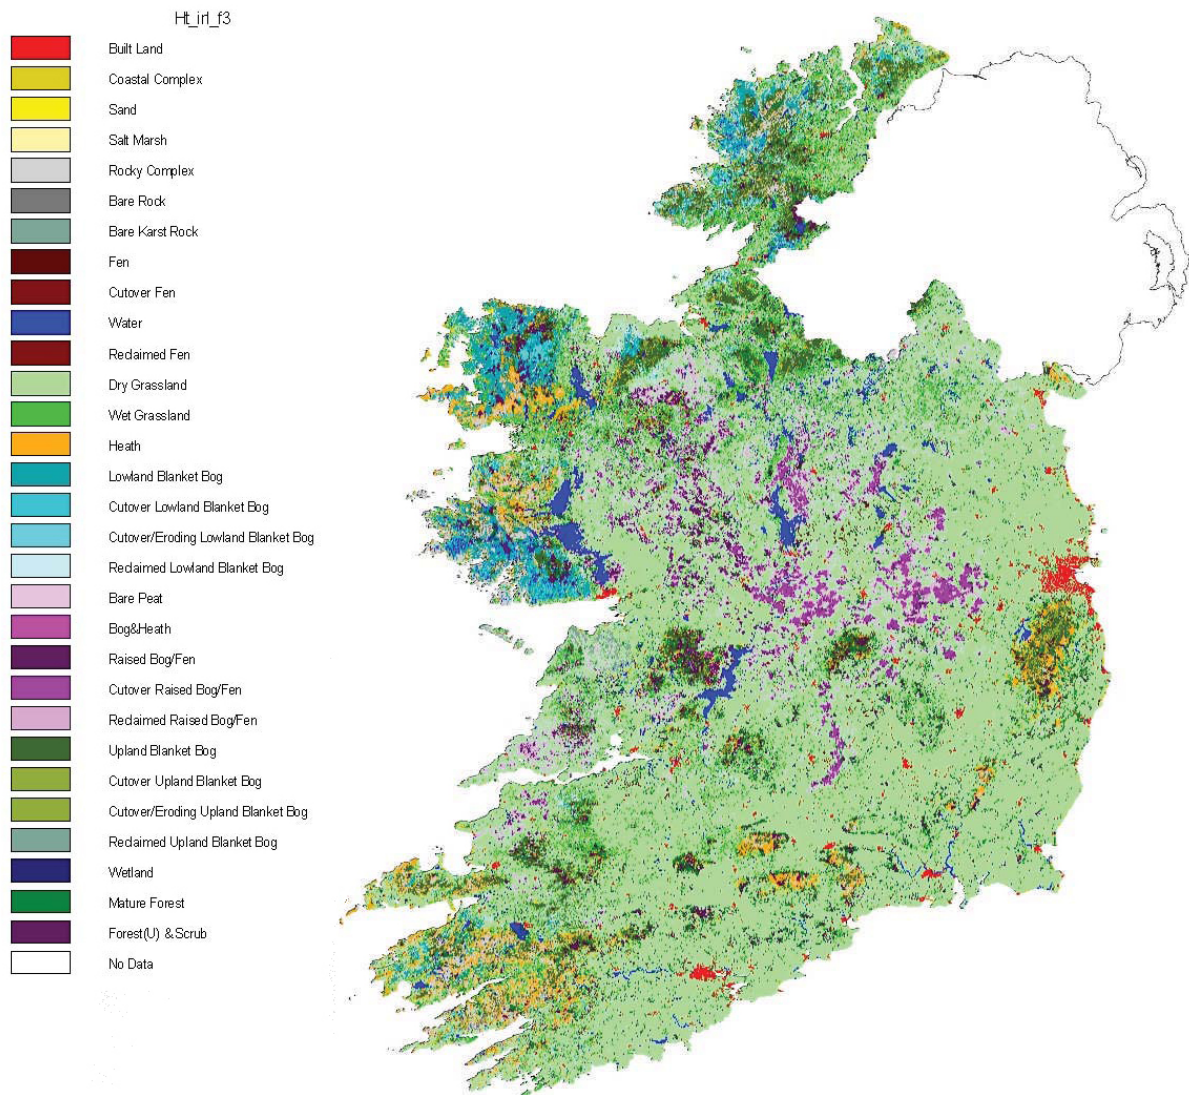 Ht_irl_f3
Built Land
Coastal Complex
Sand
Salt Marsh
Rocky Complex
Bare Rock
Bare Karst Rock
Fen
Cutover Fen
Water
Reclaimed Fen
Dry Grassland
Wet Grassland
Heath
Lowland Blanket Bog
Cutover Lowland Blanket Bog
Cutover/Eroding Lowland Blanket Bog
Reclaimed Lowland Blanket Bog
Bare Peat
Bog&Heath
Raised Bog/Fen
Cutover Raised Bog/Fen
Reclaimed Raised Bog/Fen
Upland Blanket Bog
Cutover Upland Blanket Bog
Cutover/Eroding Upland Blanket Bog
Reclaimed Upland Blanket Bog
Wetland
Mature Forest
Forest(U) & Scrub
No Data